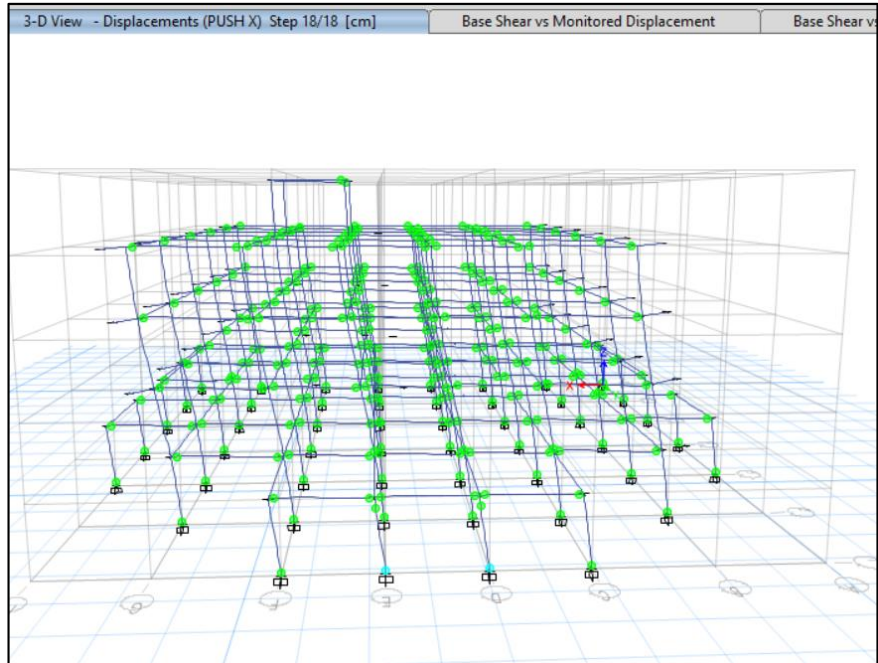 3-D View - Displacements (PUSH X) Step 18/18 [cm]
Base Shear vs Monitored Displacement
Base Shear vs
X
F
E
D